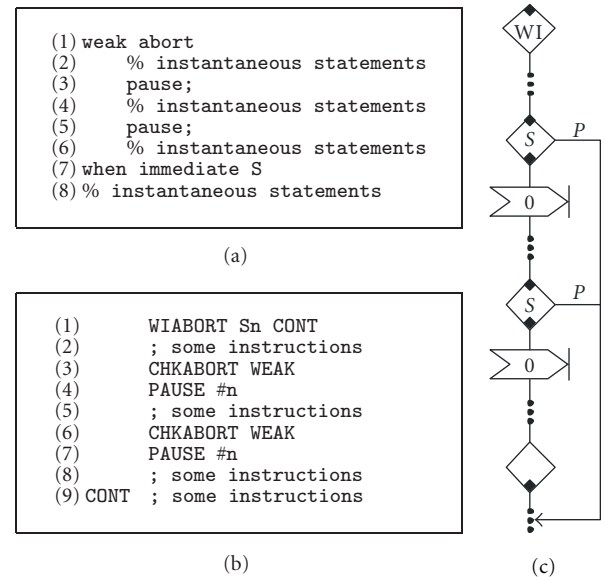 (1) weak abort
(2) % instantaneous statements
(3) pause;
(4) % instantaneous statements
(5) pause;
(6) % instantaneous statements
(7) when immediate S
(8) % instantaneous statements
(a)
(1) WIABORT Sn CONT
(2) ; some instructions
(3) CHKABORT WEAK
(4) PAUSE #n
(5) ; some instructions
(6) CHKABORT WEAK
(7) PAUSE #n
(8) ; some instructions
(9) CONT ; some instructions
(b)
WI
S
P
0
S
P
0
(c)